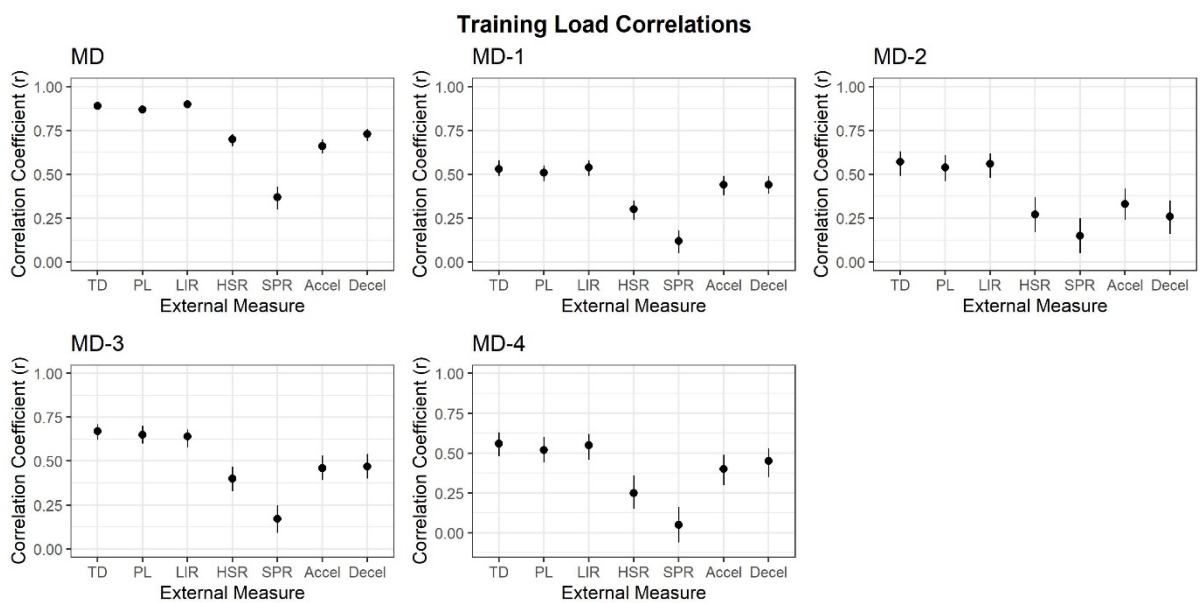 Training Load Correlations
MD
Correlation Coefficient (r)
1.00
0.75
0.50
0.25
0.00
TD PL LIR HSR SPR Accel Decel
External Measure
MD-1
Correlation Coefficient (r)
1.00
0.75
0.50
0.25
0.00
TD PL LIR HSR SPR Accel Decel
External Measure
MD-2
Correlation Coefficient (r)
1.00
0.75
0.50
0.25
0.00
TD PL LIR HSR SPR Accel Decel
External Measure
MD-3
Correlation Coefficient (r)
1.00
0.75
0.50
0.25
0.00
TD PL LIR HSR SPR Accel Decel
External Measure
MD-4
Correlation Coefficient (r)
1.00
0.75
0.50
0.25
0.00
TD PL LIR HSR SPR Accel Decel
External Measure